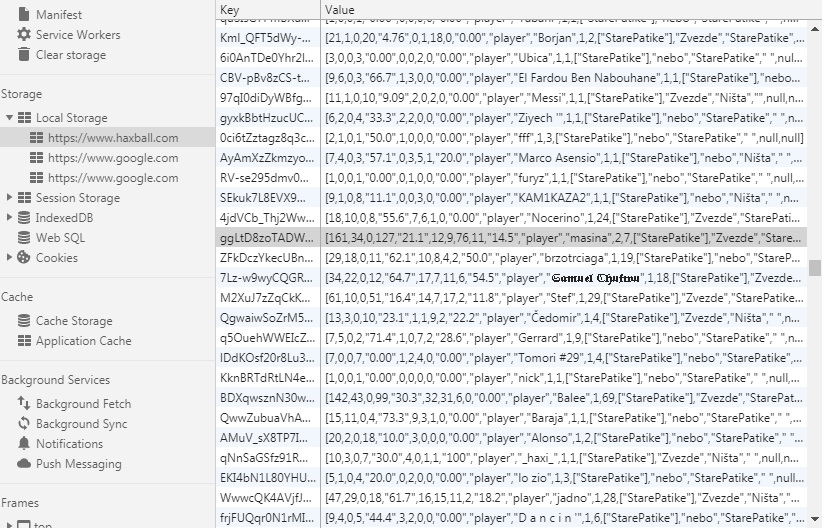 Manifest
Service Workers
Clear storage
Storage
Local Storage
https://www.haxball.com
https://www.google.com
https://www.google.com
Session Storage
IndexedDB
Web SQL
Cookies
Cache
Cache Storage
Application Cache
Background Services
Background Fetch
Background Sync
Notifications
Push Messaging
Frames
top
Key Value
Kml_QFT5dWy-... [21,1,0,20,"4.76",0,1,18,0,"0.00","player","Borjan",1,2,["StarePatike"],"Zvezde","StarePatike",...
6i0AnTDe0Yhr2l... [3,0,0,3,"0.00",0,0,2,0,"0.00","player","Ubica",1,1,["StarePatike"],"nebo","StarePatike"," ",null...
CBV-pBv8zCS-t... [9,6,0,3,"66.7",1,3,0,0,"0.00","player","El Fardou Ben Nabouhane",1,1,["StarePatike"],"nebo...
97qI0diDyWBfg... [11,1,0,10,"9.09",2,0,2,0,"0.00","player","Messi",1,1,["StarePatike"],"Zvezde","Ništa","",null,n...
gyxkBbtHzucUC... [6,2,0,4,"33.3",2,2,0,0,"0.00","player","Ziyech '",1,1,["StarePatike"],"nebo","StarePatike"," ",n...
0ci6tZztagz8q3c... [2,1,0,1,"50.0",1,0,0,0,"0.00","player","fff",1,3,["StarePatike"],"nebo","StarePatike"," ",null,null]
AyAmXzZkmzyo... [7,4,0,3,"57.1",0,3,5,1,"20.0","player","Marco Asensio",1,1,["StarePatike"],"nebo","Ništa"," ",...
RV-se295dmv0... [1,0,0,1,"0.00",0,1,0,0,"0.00","player","furyz",1,1,["StarePatike"],"nebo","StarePatike"," ",null,...
SEkuk7L8EVX9... [9,1,0,8,"11.1",0,0,3,0,"0.00","player","KAM1KAZA2",1,1,["StarePatike"],"nebo","Ništa"," ",n...
4jdVCb_Thj2Ww... [18,10,0,8,"55.6",7,6,1,0,"0.00","player","Nocerino",1,24,["StarePatike"],"Zvezde","StarePatik...
ggLtD8zoTADW... [161,34,0,127,"21.1",12,9,76,11,"14.5","player","masina",2,7,["StarePatike"],"Zvezde","Stare...
ZFkDczYkecUBn... [29,18,0,11,"62.1",10,8,4,2,"50.0","player","brzotrciaga",1,19,["StarePatike"],"nebo","StareP...
7Lz-w9wyCQGR... [34,22,0,12,"64.7",17,7,11,6,"54.5","player","𝕾𝖆𝖒𝖚𝖊𝖑 ",1,18,["StarePatike"],"Zvezde...
M2XuJ7zZqCkK... [61,10,0,51,"16.4",14,7,17,2,"11.8","player","Stef",1,29,["StarePatike"],"Zvezde","StarePatike...
QgwaiwSoZrM5... [13,3,0,10,"23.1",1,1,9,2,"22.2","player","Čedomir",1,4,["StarePatike"],"Zvezde","Ništa"," ",n...
q5OuehWWEIcZ... [7,5,0,2,"71.4",1,0,7,2,"28.6","player","Gerrard",1,9,["StarePatike"],"nebo","StarePatike"," ",n...
lDdKOsf20r8Lu3... [7,0,0,7,"0.00",1,2,4,0,"0.00","player","Tomori #29",1,4,["StarePatike"],"nebo","StarePatike",...
KknBRTdRtLN4e... [1,0,0,1,"0.00",0,0,0,0,"0.00","player","nick",1,1,["StarePatike"],"nebo","StarePatike"," ",null,...
BDXqwsznN30w... [142,43,0,99,"30.3",32,31,6,0,"0.00","player","Balee",1,69,["StarePatike"],"Zvezde","StarePati...
QwwZubuaVhA... [15,11,0,4,"73.3",9,3,1,0,"0.00","player","Baraja",1,1,["StarePatike"],"nebo","StarePatike"," ",...
AMuV_sX8TP7I... [20,2,0,18,"10.0",3,0,0,0,"0.00","player","Alonso",1,2,["StarePatike"],"nebo","StarePatike"," "...
qNnSaGSfz91R... [10,3,0,7,"30.0",4,0,1,1,"100","player","_haxi_",1,1,["StarePatike"],"Zvezde","Ništa"," ",null,...
EKI4bN1L80YHU... [5,1,0,4,"20.0",0,2,0,0,"0.00","player","lo zio",1,3,["StarePatike"],"nebo","StarePatike"," ",nul...
WwwcQK4AVjfJ... [47,29,0,18,"61.7",16,15,11,2,"18.2","player","jadno",1,28,["StarePatike"],"Zvezde","Ništa"...
frjFUQqr0N1rMI... [9,4,0,5,"44.4",3,2,0,0,"0.00","player","D a n c i n '",1,6,["StarePatike"],"nebo","StarePatike"...